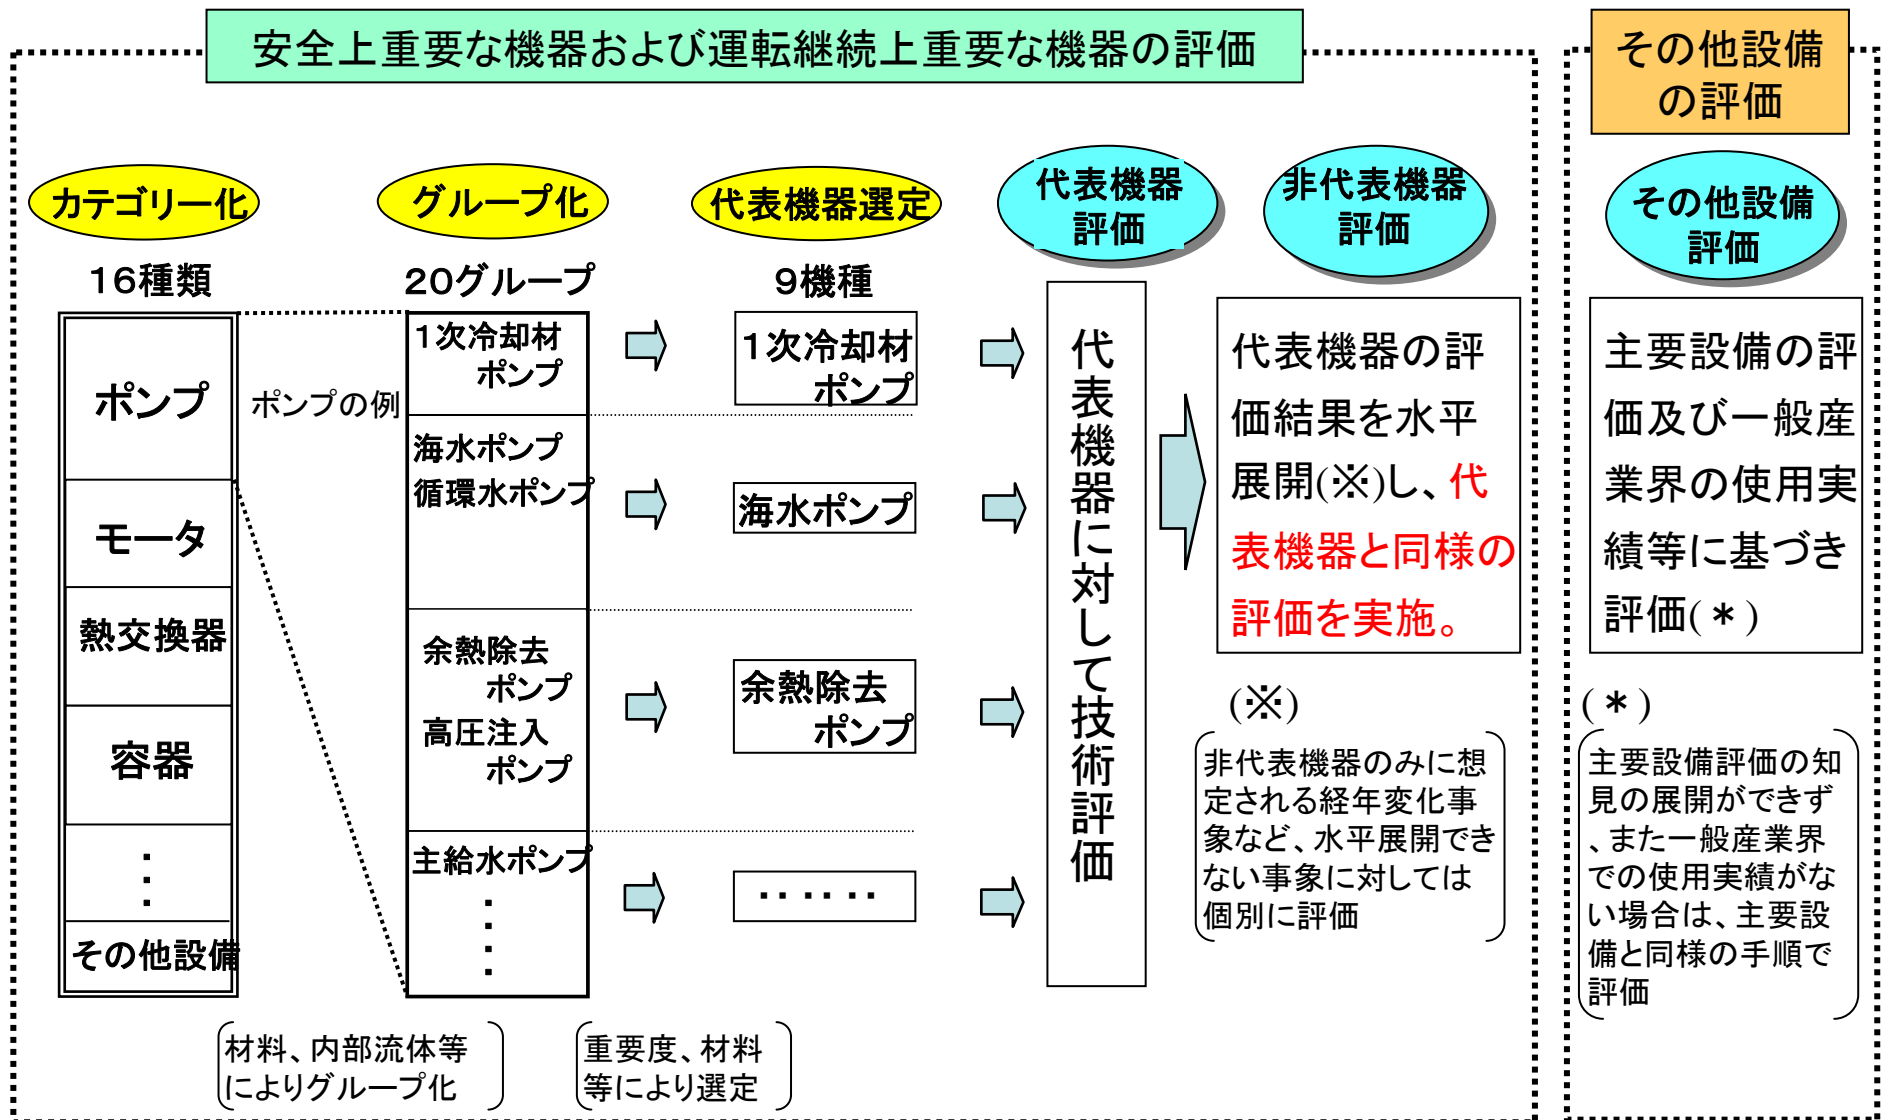 安全上重要な機器および運転継続上重要な機器の評価
カテゴリー化
16種類
ポンプ
モータ
熱交換器
容器
・
・
・
その他設備
ポンプの例
グループ化
20グループ
1次冷却材
ポンプ
海水ポンプ
循環水ポンプ
余熱除去
ポンプ
高圧注入
ポンプ
主給水ポンプ
・
・
・
・
材料、内部流体等
によりグループ化
代表機器選定
9機種
1次冷却材
ポンプ
海水ポンプ
余熱除去
ポンプ
・・・・・・
重要度、材料
等により選定
代表機器
評価
代表機器に対して技術評価
非代表機器
評価
代表機器の評
価結果を水平
展開(※)し、代
表機器と同様の
評価を実施。
(※)
非代表機器のみに想
定される経年変化事
象など、水平展開でき
ない事象に対しては
個別に評価
その他設備
の評価
その他設備
評価
主要設備の評
価及び一般産
業界の使用実
績等に基づき
評価(*)
(*)
主要設備評価の知
見の展開ができず
、また一般産業界
での使用実績がな
い場合は、主要設
備と同様の手順で
評価